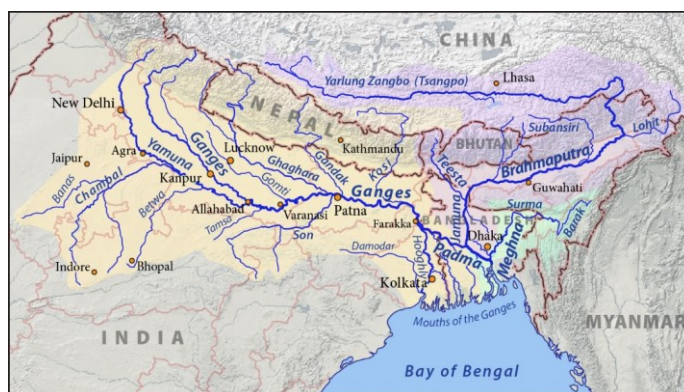 CHINA
Yarlung Zangbo (Tsangpo)
Lhasa
New Delhi
NEPAL
Subansiri
Lohit
Agra
Yamuna
Ganges
Lucknow
Ghaghara
Gandak
Kathmandu
Kosi
Teesta
BHUTAN
Brahmaputra
Jaipur
Banas
Chambal
Kanpur
Gomti
Ganges
Guwahati
Betwa
Allahabad
Varanasi
Patna
Jamuna
Surma
Tamsa
Son
Farakka
BANGLADESH
Barak
Dhaka
Meghna
Damodar
Hooghly
Padma
Indore
Bhopal
Kolkata
Mouths of the Ganges
INDIA
MYANMAR
Bay of Bengal